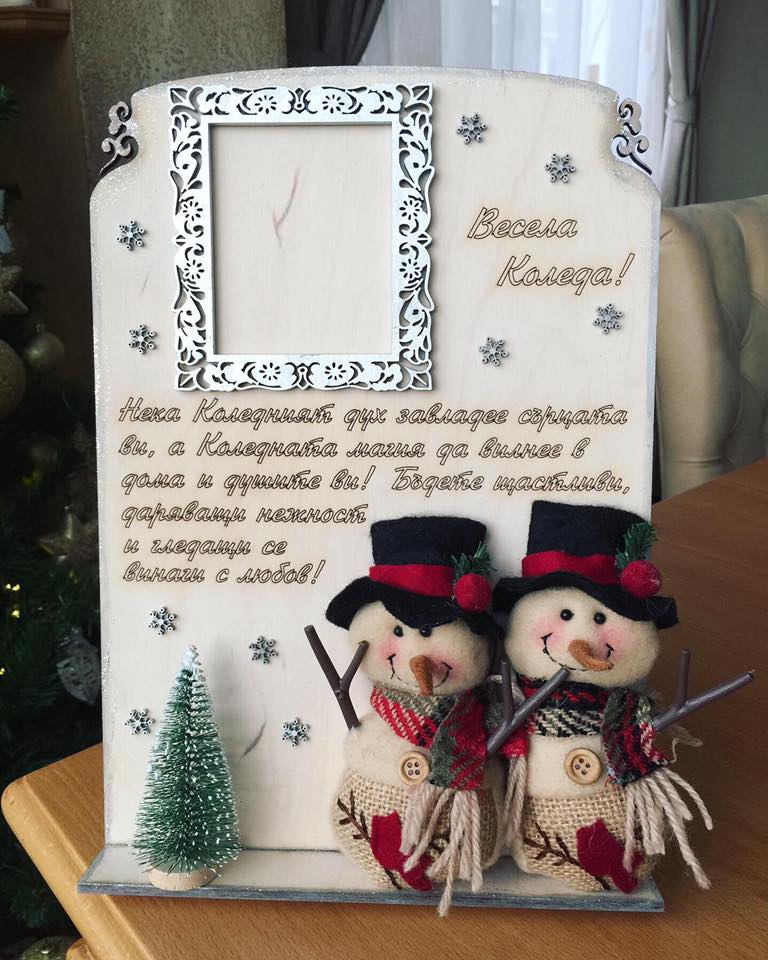 Весела
Коледа!
Нека Коледният дух завладее сърцата
ви, а Коледната магия да вилнее в
дома и душите ви! Бъдете щастливи,
даряващи нежност
и гледащи се
винаги с любов!